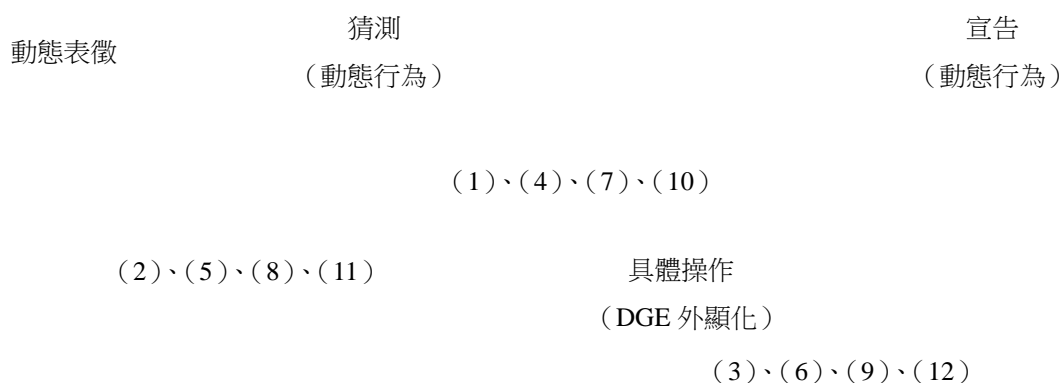 動態表徵
猜測
（動態行為）
宣告
（動態行為）
（1）、（4）、（7）、（10）
（2）、（5）、（8）、（11）
具體操作
（DGE 外顯化）
（3）、（6）、（9）、（12）